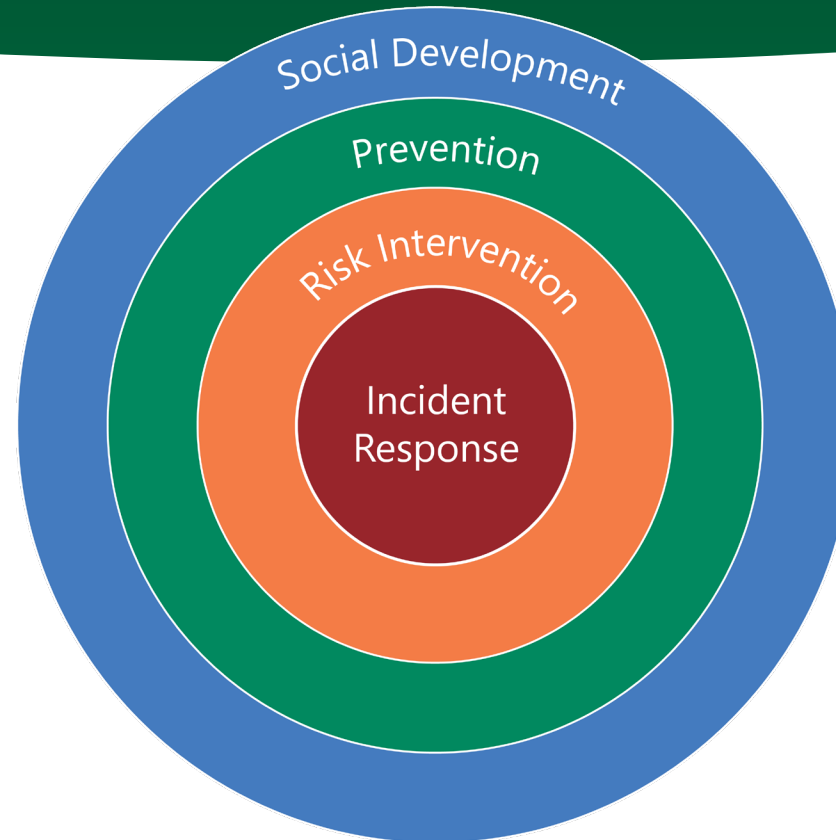 Social Development
Prevention
Risk Intervention
Incident
Response